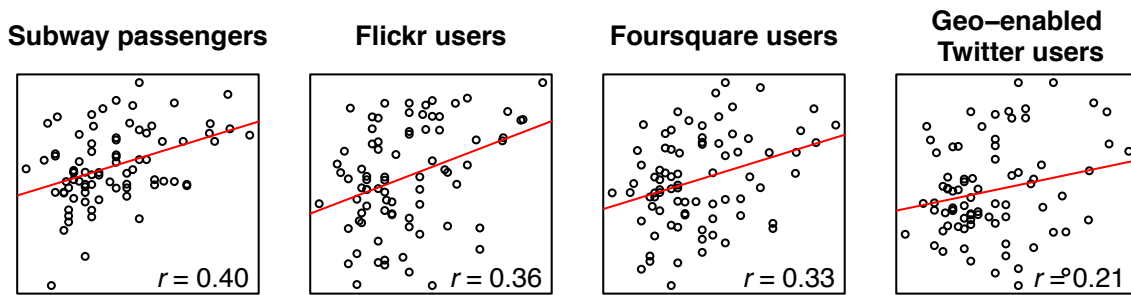 Subway passengers
Flickr users
Foursquare users
Geo–enabled
Twitter users
r = 0.40
r = 0.36
r = 0.33
r = 0.21